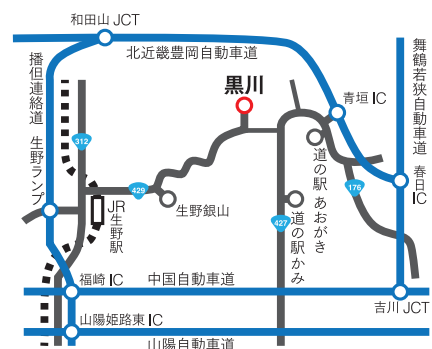 和田山 JCT
北近畿豊岡自動車道
播但連絡道
舞鶴若狭自動車道
黒川
青垣 IC
312
生野ランプ
道の駅 あおがき
429
176
春日 IC
生野銀山
JR 生野駅
427
道の駅 かみ
福崎 IC
中国自動車道
吉川 JCT
山陽姫路東 IC
山陽自動車道